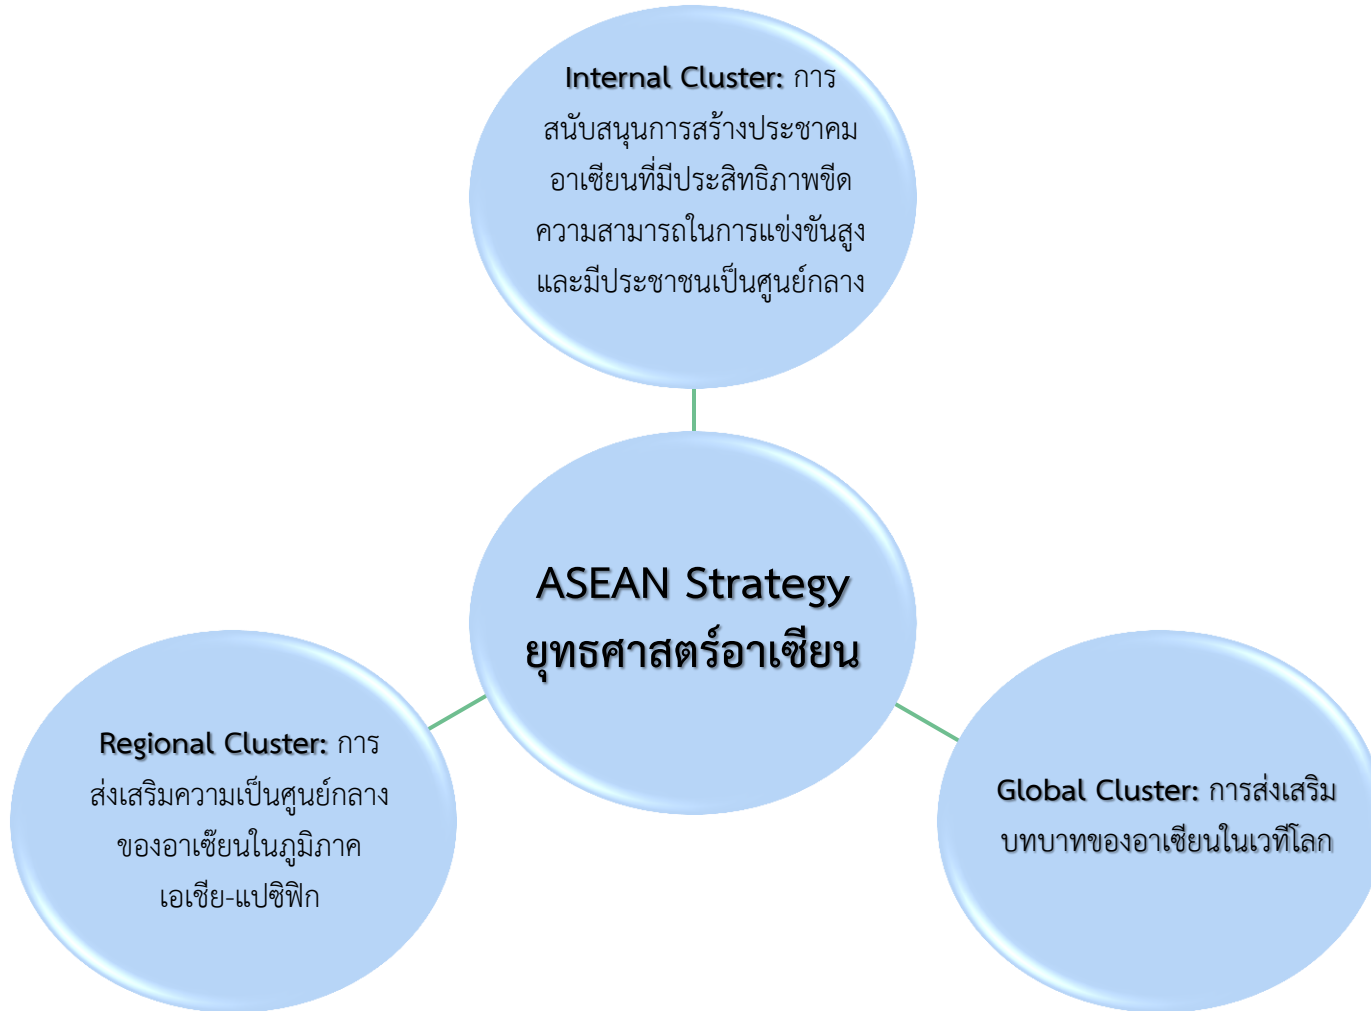 Internal Cluster: การ
สนับสนุนการสร้างประชาคม
อาเซียนที่มีประสิทธิภาพขีด
ความสามารถในการแข่งขันสูง
และมีประชาชนเป็นศูนย์กลาง
ASEAN Strategy
ยุทธศาสตร์อาเซียน
Regional Cluster: การ
ส่งเสริมความเป็นศูนย์กลาง
ของอาเซ๊ยนในภูมิภาค
เอเชีย-แปซิฟิก
Global Cluster: การส่งเสริม
บทบาทของอาเซียนในเวทีโลก